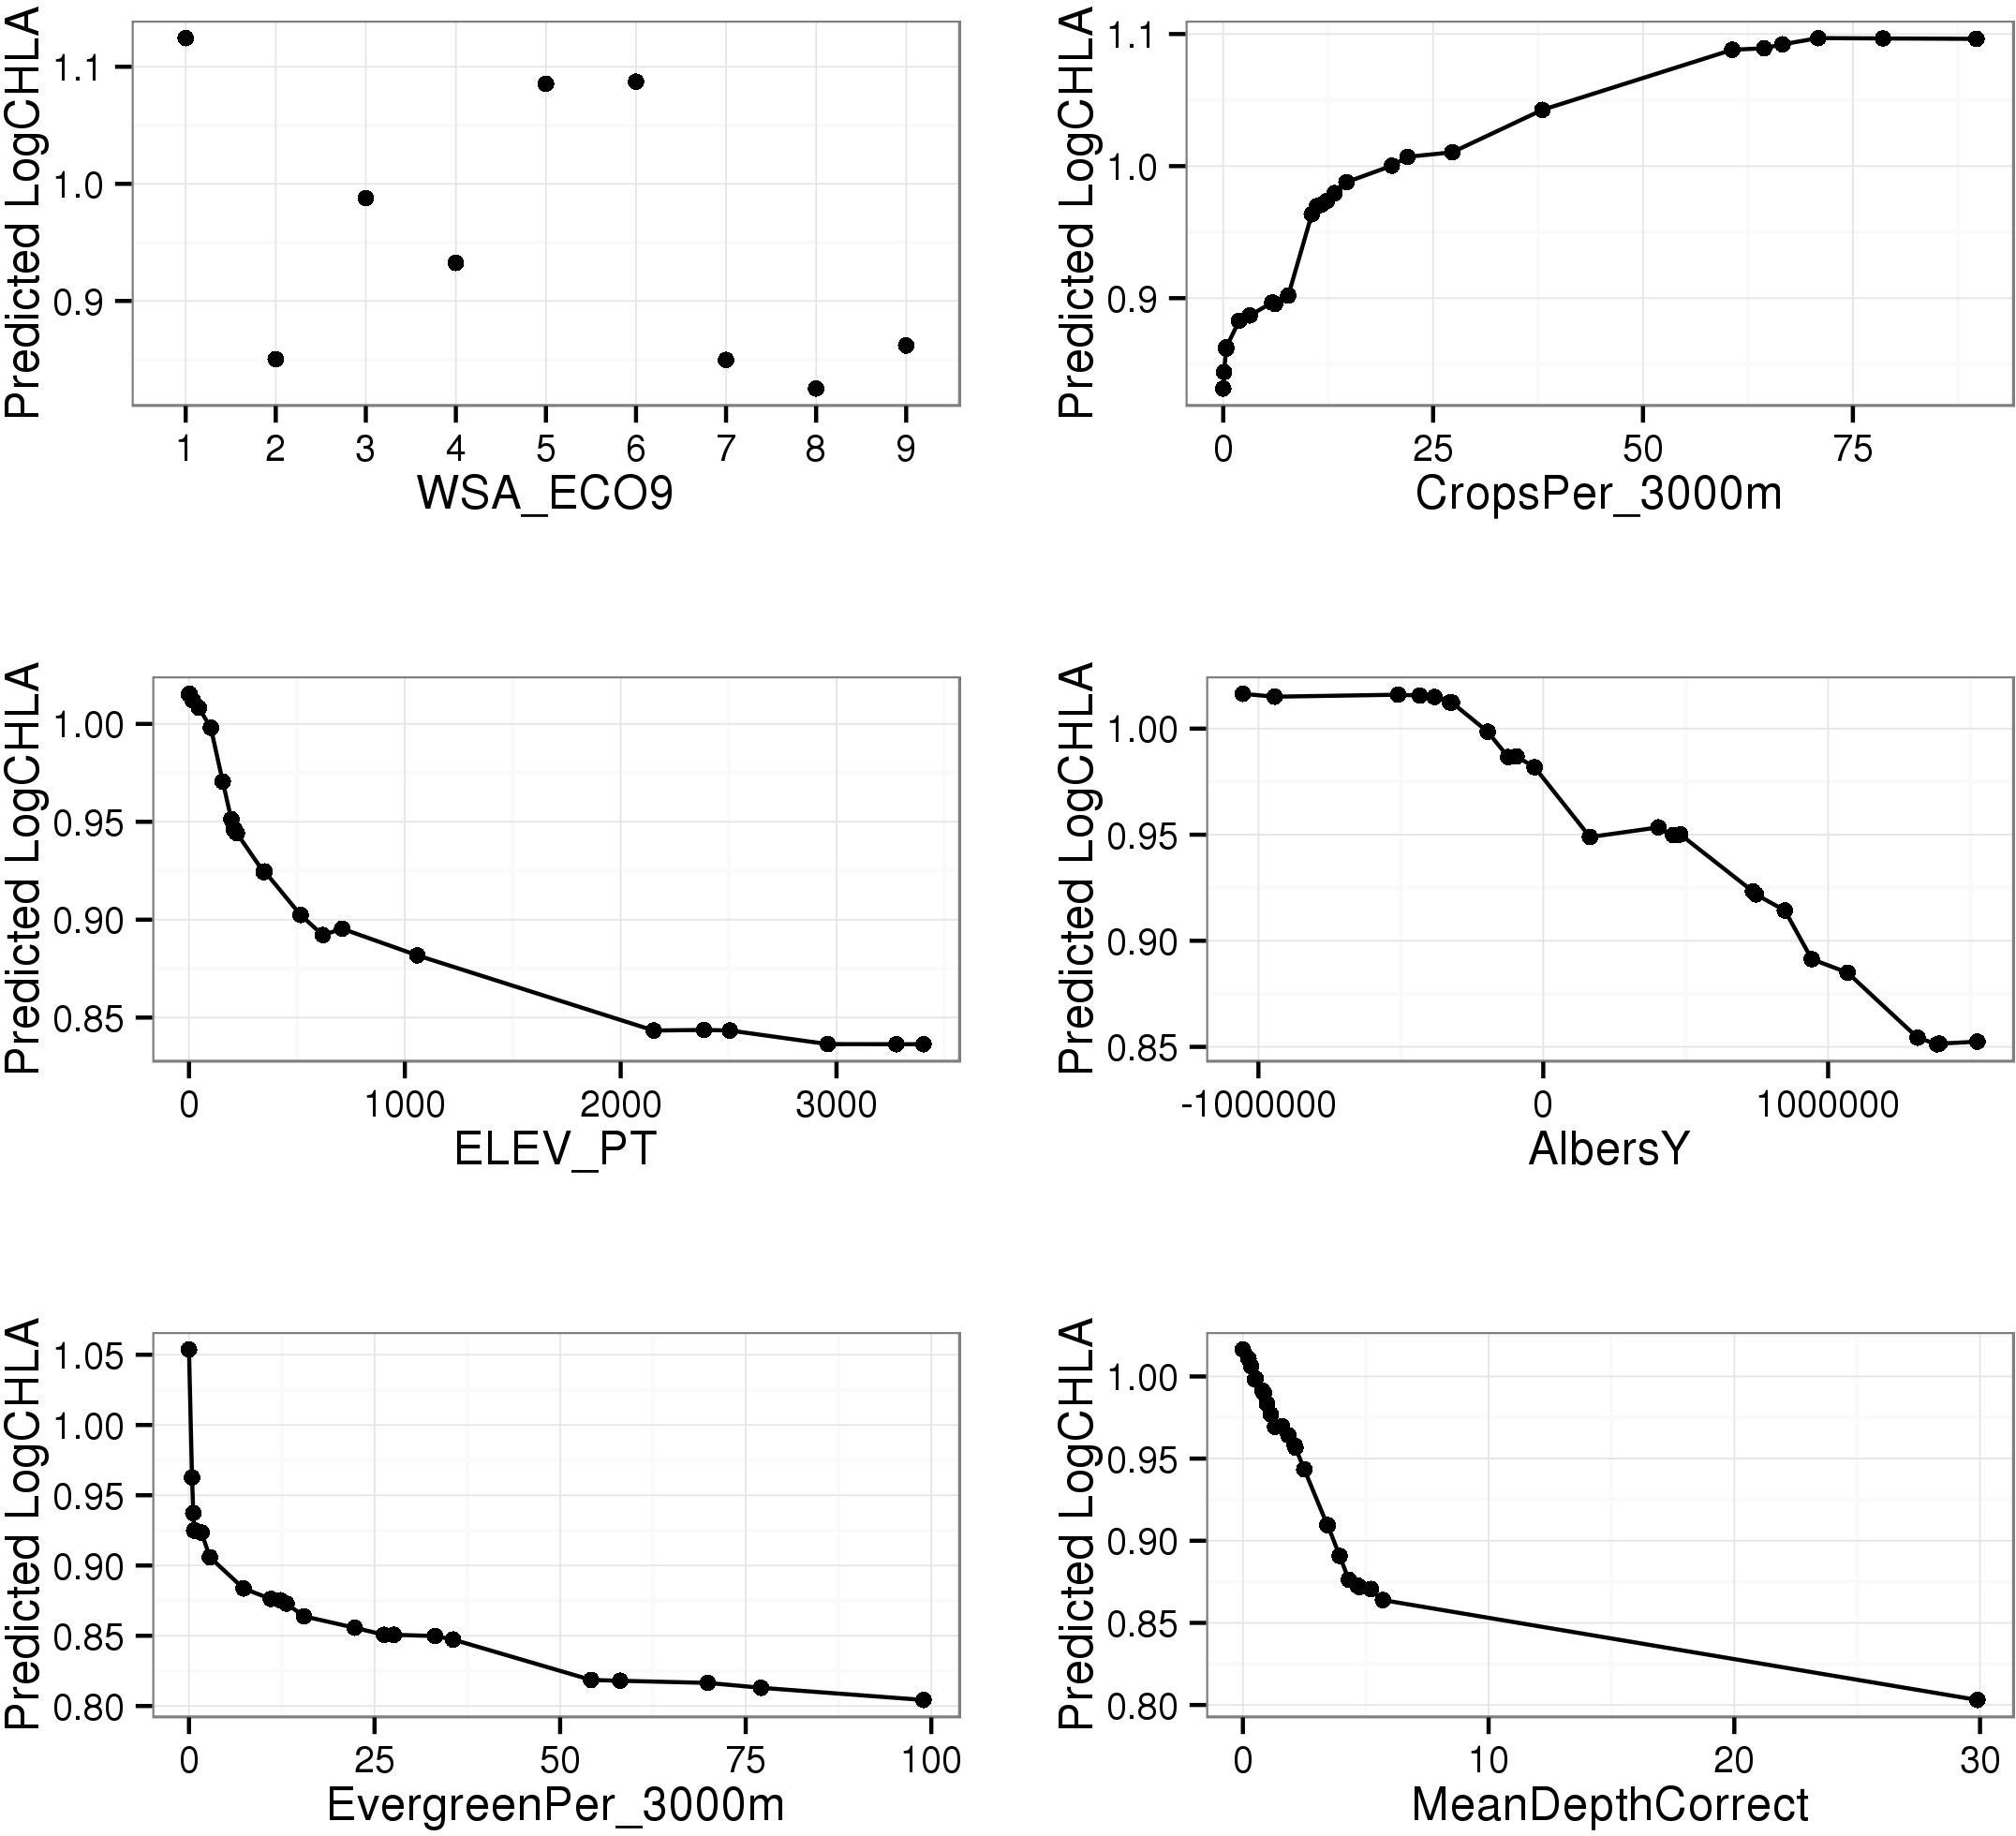 Predicted LogCHLA
1.1
1.0
0.9
1 2 3 4 5 6 7 8 9
WSA_ECO9
Predicted LogCHLA
1.1
1.0
0.9
0 25 50 75
CropsPer_3000m
Predicted LogCHLA
1.00
0.95
0.90
0.85
0 1000 2000 3000
ELEV_PT
Predicted LogCHLA
1.00
0.95
0.90
0.85
-1000000 0 1000000
AlbersY
Predicted LogCHLA
1.05
1.00
0.95
0.90
0.85
0.80
0 25 50 75 100
EvergreenPer_3000m
Predicted LogCHLA
1.00
0.95
0.90
0.85
0.80
0 10 20 30
MeanDepthCorrect